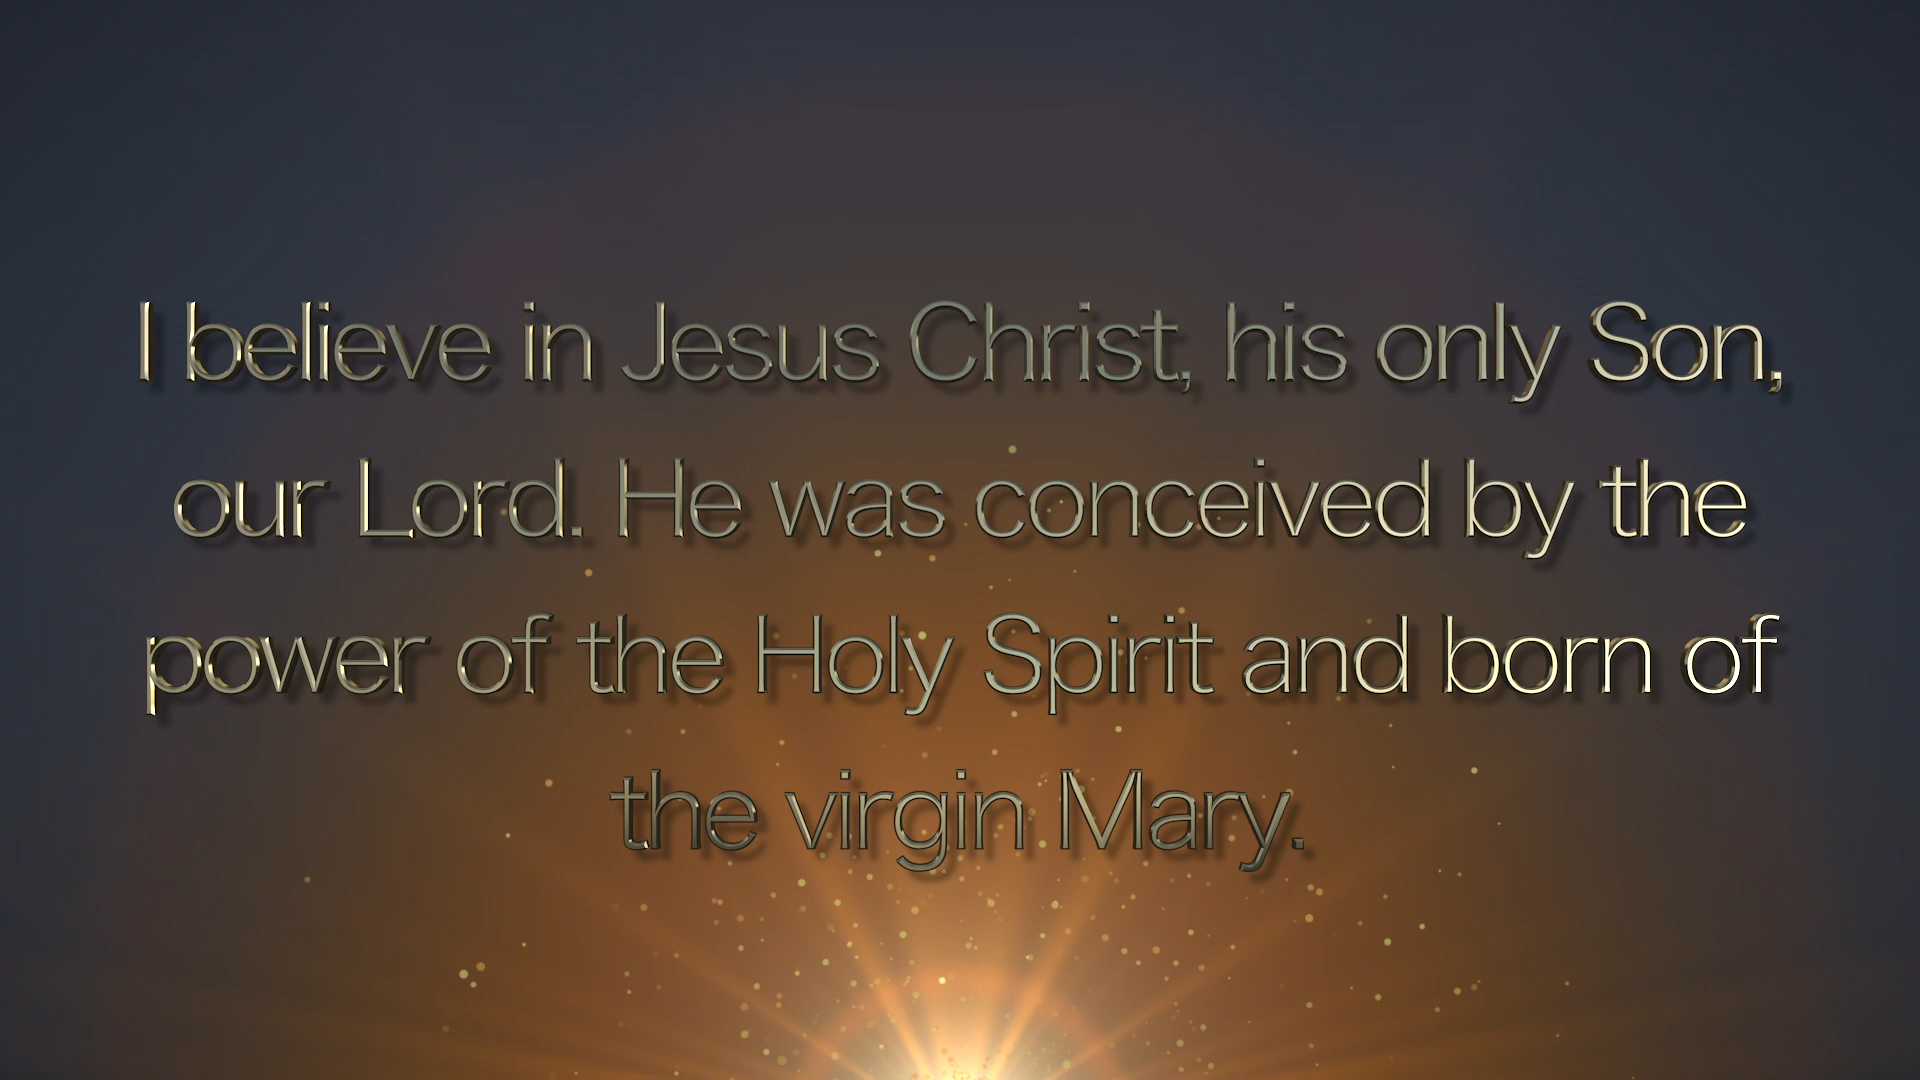 I believe in Jesus Christ, his only Son,
our Lord. He was conceived by the
power of the Holy Spirit and born of
the virgin Mary.